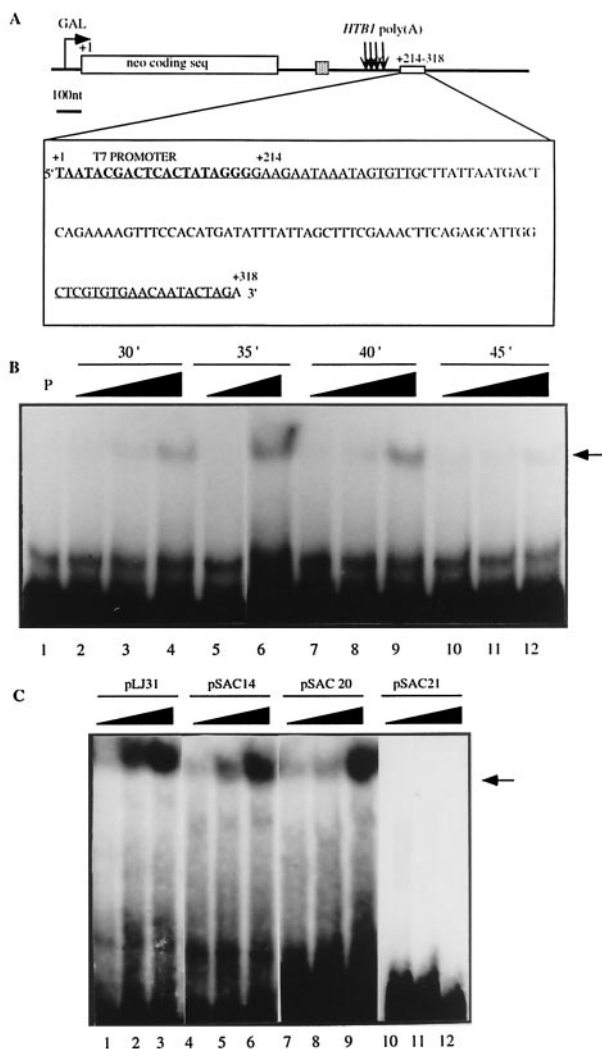 A
GAL
+1
neo coding seq
HTB1 poly(A)
+214-318
100nt
+1 T7 PROMOTER +214
5' TAATACGACTCACTATAGGGGAAGAATAAATAGTGTTGCTTATTAATGACT
CAGAAAAGTTTCCACATGATATTTATTAGCTTTCGAAACTTCAGAGCATTGG
+318
CTCGTGTGAACAATACTAGA 3'
B
P 30' 35' 40' 45'
1 2 3 4 5 6 7 8 9 10 11 12
C
pLJ31 pSAC14 pSAC 20 pSAC21
1 2 3 4 5 6 7 8 9 10 11 12